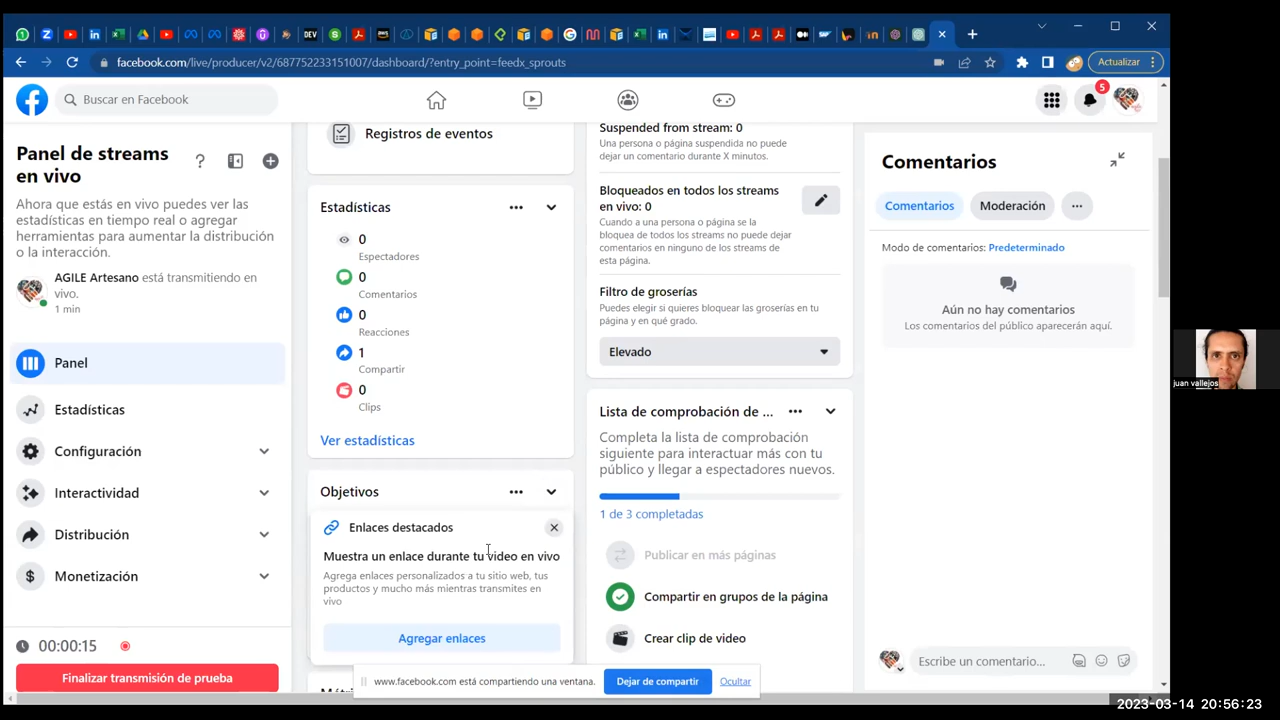 DEV
facebook.com/live/producer/v2/687752233151007/dashboard/?entry_point=feedx_sprouts
Actualizar
Buscar en Facebook
5
Panel de streams
en vivo
Ahora que estás en vivo puedes ver las
estadísticas en tiempo real o agregar
herramientas para aumentar la distribución
o la interacción.
AGILE Artesano está transmitiendo en
vivo.
1 min
Panel
Estadísticas
Configuración
Interactividad
Distribución
Monetización
00:00:15
Finalizar transmisión de prueba
Registros de eventos
Estadísticas
0
Espectadores
0
Comentarios
0
Reacciones
1
Compartir
0
Clips
Ver estadísticas
Objetivos
Enlaces destacados
Muestra un enlace durante tu video en vivo
Agrega enlaces personalizados a tu sitio web, tus
productos y mucho más mientras transmites en
vivo
Agregar enlaces
Suspended from stream: 0
Una persona o página suspendida no puede
dejar un comentario durante X minutos.
Bloqueados en todos los streams
en vivo: 0
Cuando a una persona o página se la
bloquea de todos los streams no puede dejar
comentarios en ninguno de los streams de
esta página.
Filtro de groserías
Puedes elegir si quieres bloquear las groserías en tu
página y en qué grado.
Elevado
Lista de comprobación de ...
Completa la lista de comprobación
siguiente para interactuar más con tu
público y llegar a espectadores nuevos.
1 de 3 completadas
Publicar en más páginas
Compartir en grupos de la página
Crear clip de video
www.facebook.com está compartiendo una ventana.
Dejar de compartir
Ocultar
Comentarios
Comentarios
Moderación
Modo de comentarios: Predeterminado
Aún no hay comentarios
Los comentarios del público aparecerán aquí.
Escribe un comentario...
juan vallejos
2023-03-14 20:56:23